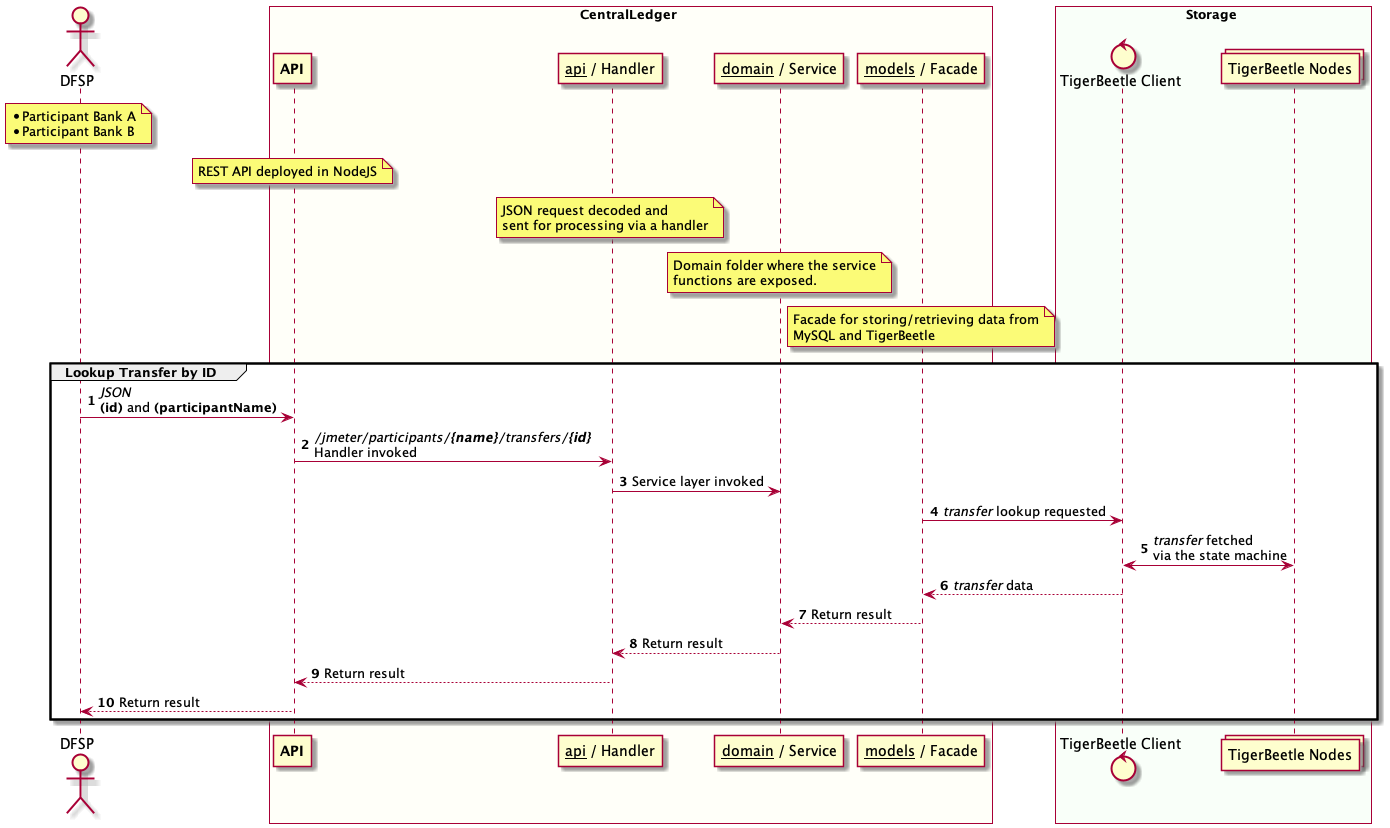 CentralLedger
Storage
DFSP
API
api / Handler
domain / Service
models / Facade
TigerBeetle Client
TigerBeetle Nodes
• Participant Bank A
• Participant Bank B
REST API deployed in NodeJS
JSON request decoded and
sent for processing via a handler
Domain folder where the service
functions are exposed.
Facade for storing/retrieving data from
MySQL and TigerBeetle
Lookup Transfer by ID
1 JSON
(id) and (participantName)
2 /jmeter/participants/{name}/transfers/{id}
Handler invoked
3 Service layer invoked
4 transfer lookup requested
5 transfer fetched
via the state machine
6 transfer data
7 Return result
8 Return result
9 Return result
10 Return result
DFSP
API
api / Handler
domain / Service
models / Facade
TigerBeetle Client
TigerBeetle Nodes